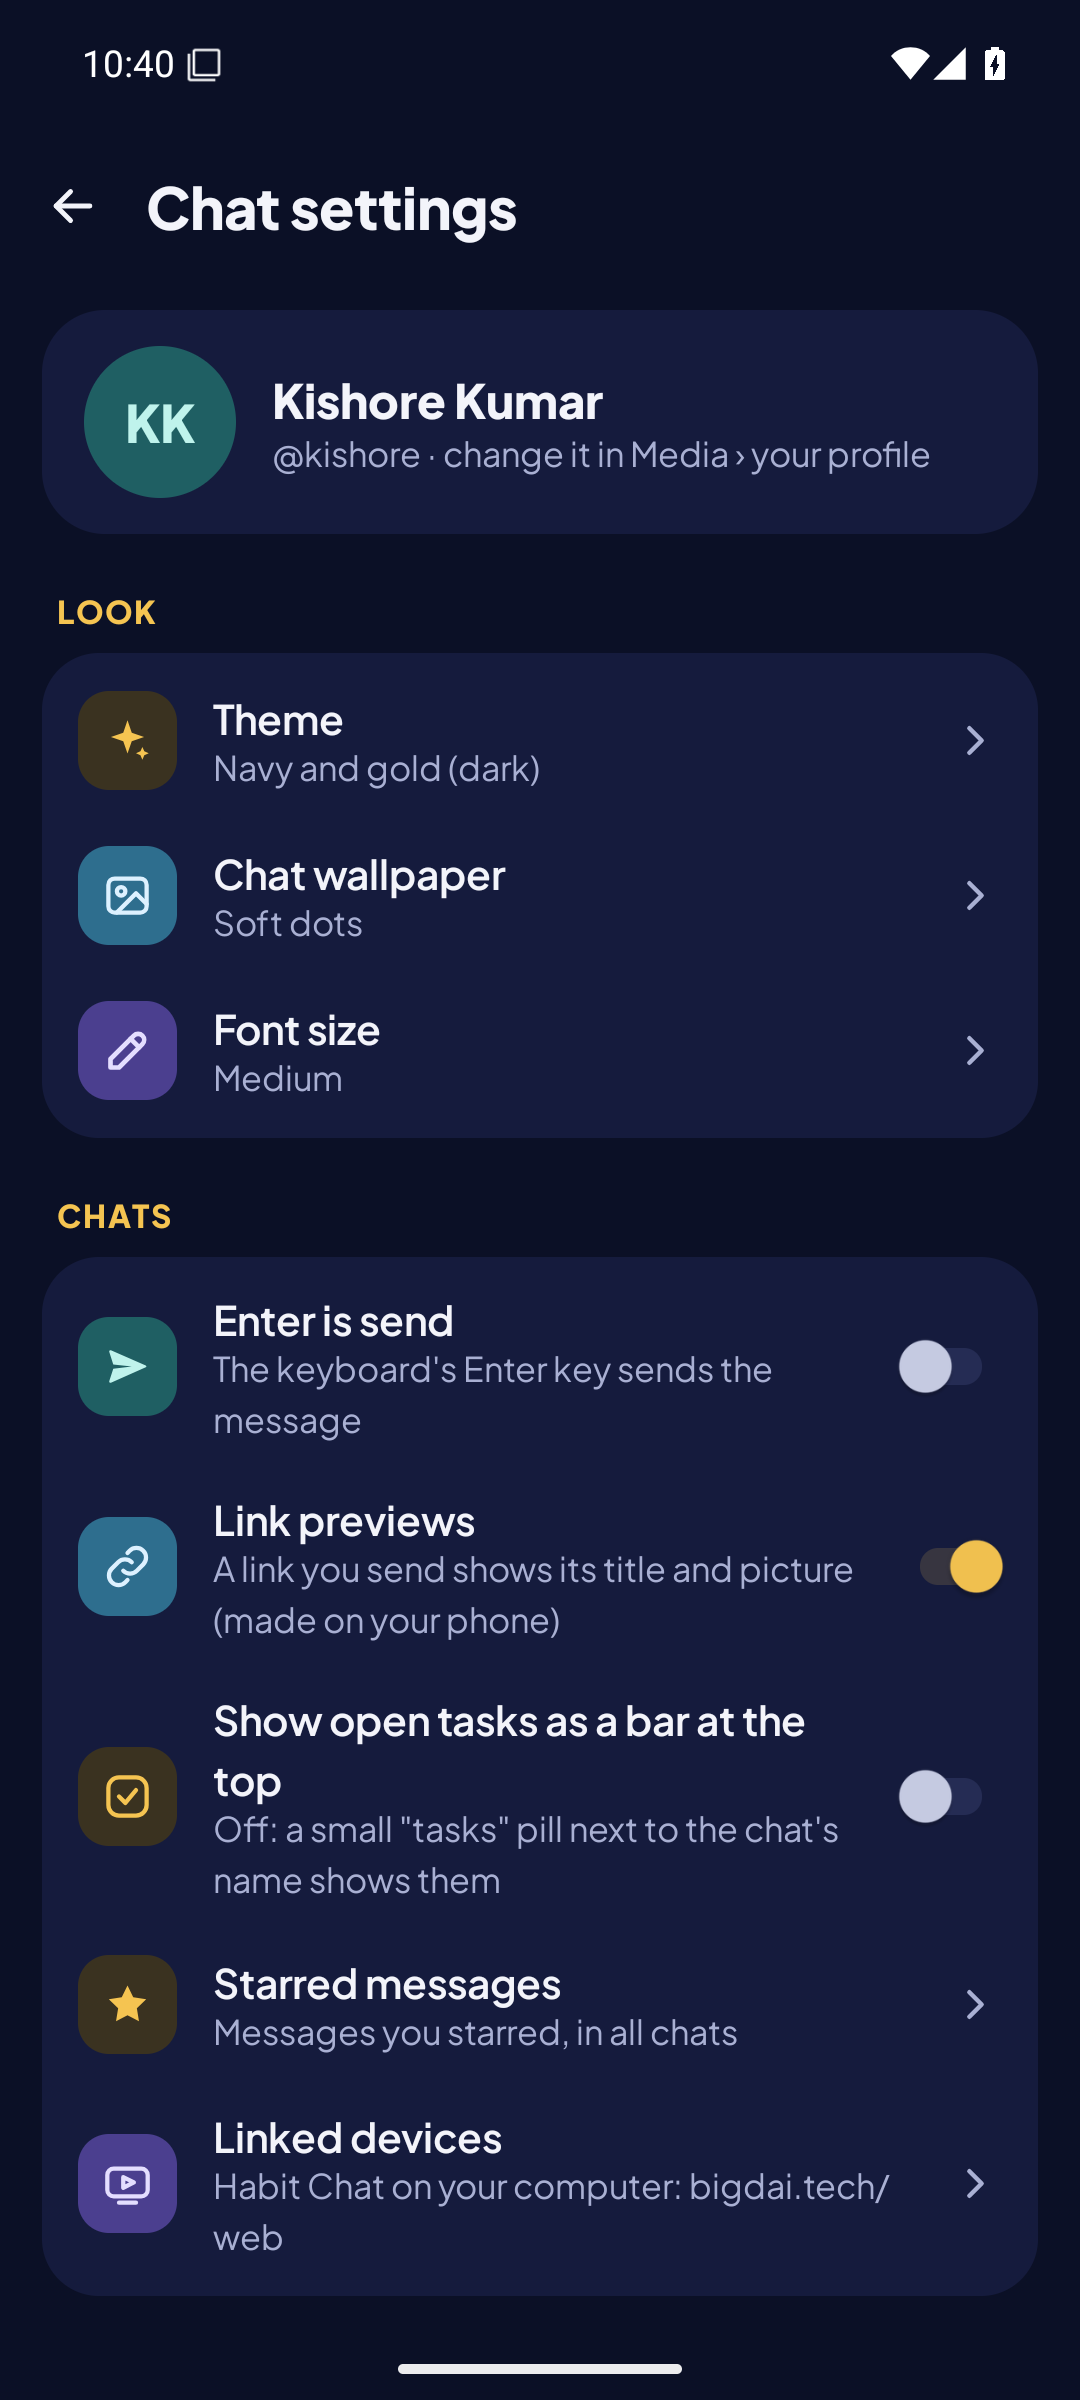 10:40
Chat settings
KK
Kishore Kumar
@kishore · change it in Media › your profile
LOOK
Theme
Navy and gold (dark)
Chat wallpaper
Soft dots
Font size
Medium
CHATS
Enter is send
The keyboard's Enter key sends the
message
Link previews
A link you send shows its title and picture
(made on your phone)
Show open tasks as a bar at the
top
Off: a small "tasks" pill next to the chat's
name shows them
Starred messages
Messages you starred, in all chats
Linked devices
Habit Chat on your computer: bigdai.tech/
web